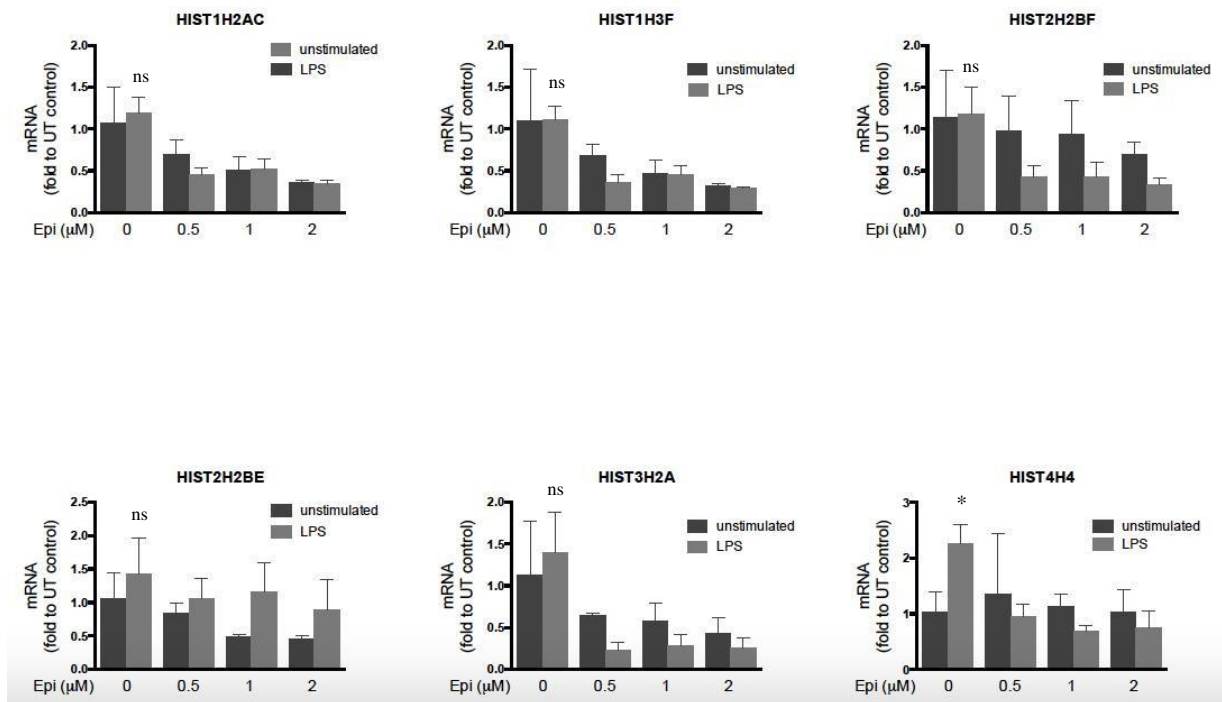 HIST1H2AC
2.0
1.5
1.0
0.5
0.0
mRNA
(fold to UT control)
unstimulated
LPS
ns
Epi (μM) 0 0.5 1 2
HIST1H3F
2.0
1.5
1.0
0.5
0.0
mRNA
(fold to UT control)
unstimulated
LPS
ns
Epi (μM) 0 0.5 1 2
HIST2H2BF
2.0
1.5
1.0
0.5
0.0
mRNA
(fold to UT control)
unstimulated
LPS
ns
Epi (μM) 0 0.5 1 2
HIST2H2BE
2.5
2.0
1.5
1.0
0.5
0.0
mRNA
(fold to UT control)
unstimulated
LPS
ns
Epi (μM) 0 0.5 1 2
HIST3H2A
2.0
1.5
1.0
0.5
0.0
mRNA
(fold to UT control)
unstimulated
LPS
ns
Epi (μM) 0 0.5 1 2
HIST4H4
3
2
1
0
mRNA
(fold to UT control)
unstimulated
LPS
*
Epi (μM) 0 0.5 1 2